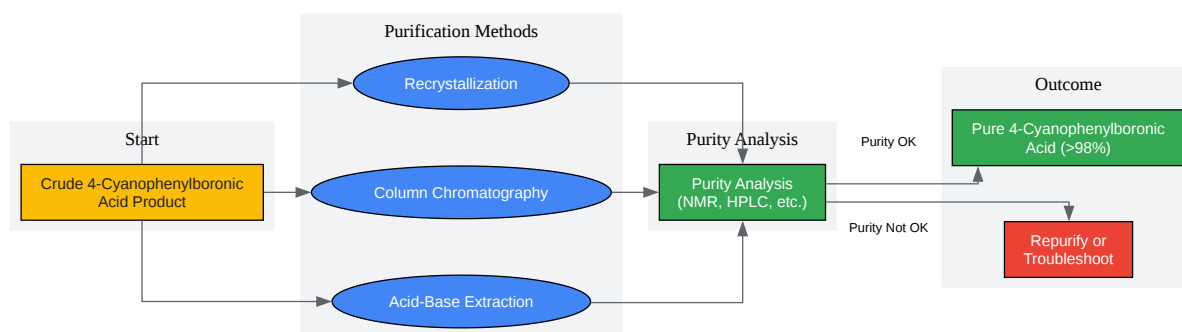 Purification Methods
Recrystallization
Outcome
Start
Purity Analysis
Purity OK
Pure 4-Cyanophenylboronic
Acid (>98%)
Crude 4-Cyanophenylboronic
Acid Product
Column Chromatography
Purity Analysis
(NMR, HPLC, etc.)
Purity Not OK
Repurify or
Troubleshoot
Acid-Base Extraction